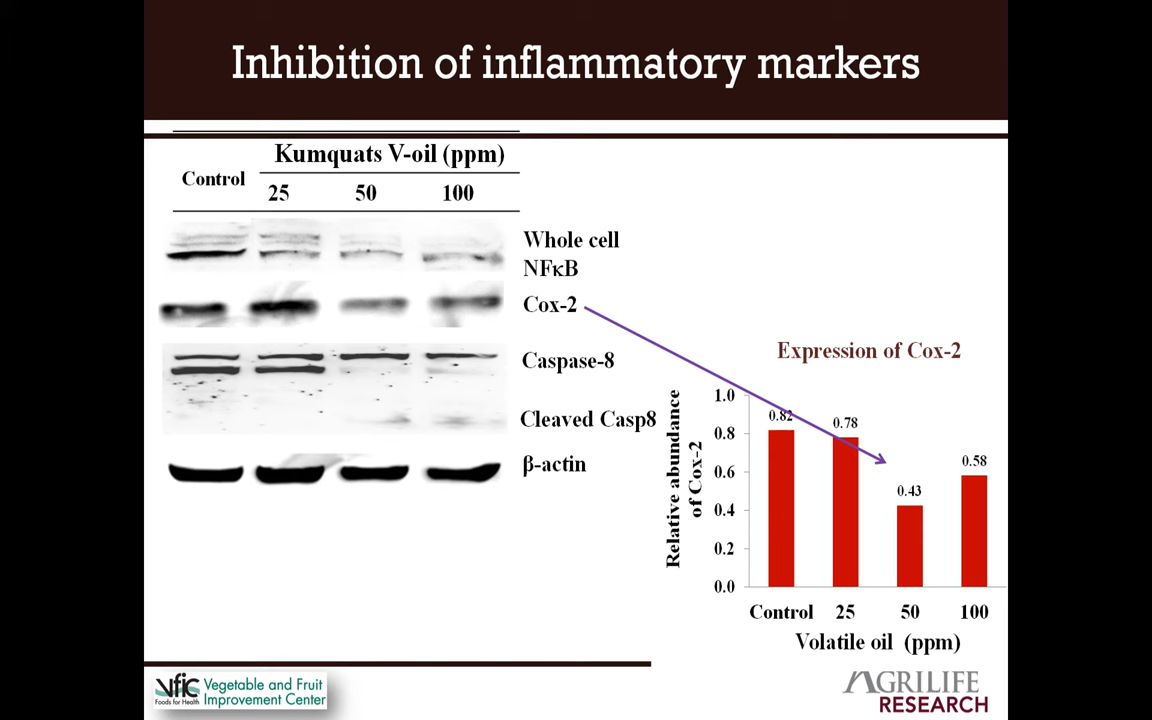 Inhibition of inflammatory markers
Kumquats V-oil (ppm)
Control
25 50 100
Whole cell
NFκB
Cox-2
Caspase-8
Cleaved Casp8
β-actin
Expression of Cox-2
Relative abundance
of Cox-2
1.0
0.8
0.6
0.4
0.2
0.0
0.82
0.78
0.43
0.58
Control 25 50 100
Volatile oil (ppm)
vfic
Foods for Health
Vegetable and Fruit
Improvement Center
AGRILIFE
RESEARCH